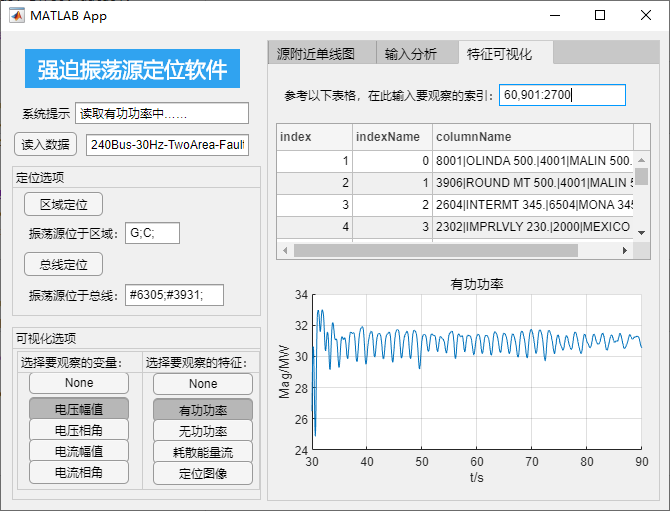 MATLAB App
强迫振荡源定位软件
系统提示 读取有功功率中……
读入数据 240Bus-30Hz-TwoArea-Fault
定位选项
区域定位
振荡源位于区域： G;C;
总线定位
振荡源位于总线： #6305;#3931;
可视化选项
选择要观察的变量：
None
电压幅值
电压相角
电流幅值
电流相角
选择要观察的特征：
None
有功功率
无功功率
耗散能量流
定位图像
源附近单线图 输入分析 特征可视化
参考以下表格，在此输入要观察的索引： 60,901:2700
index indexName columnName
1 0 8001|OLINDA 500.|4001|MALIN 500.
2 1 3906|ROUND MT 500.|4001|MALIN 5
3 2 2604|INTERMT 345.|6504|MONA 345
4 3 2302|IMPRLVLY 230.|2000|MEXICO
有功功率
Mag/MW
34
32
30
28
26
24
30 40 50 60 70 80 90
t/s